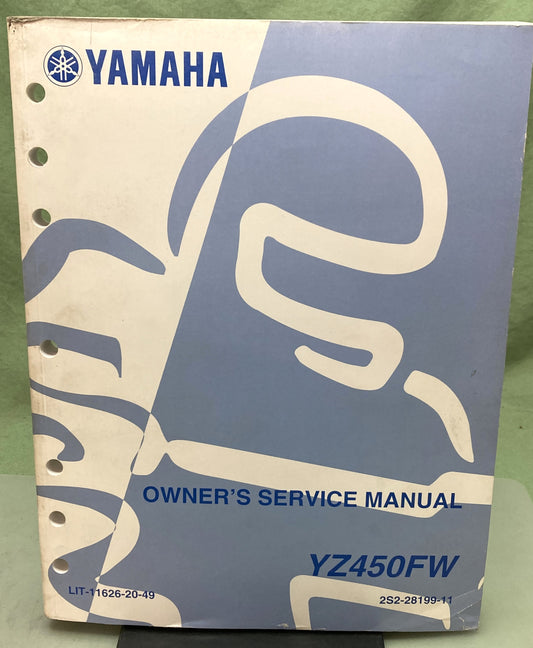 YAMAHA
OWNER'S SERVICE MANUAL
YZ450FW
LIT-11626-20-49
2S2-28199-11